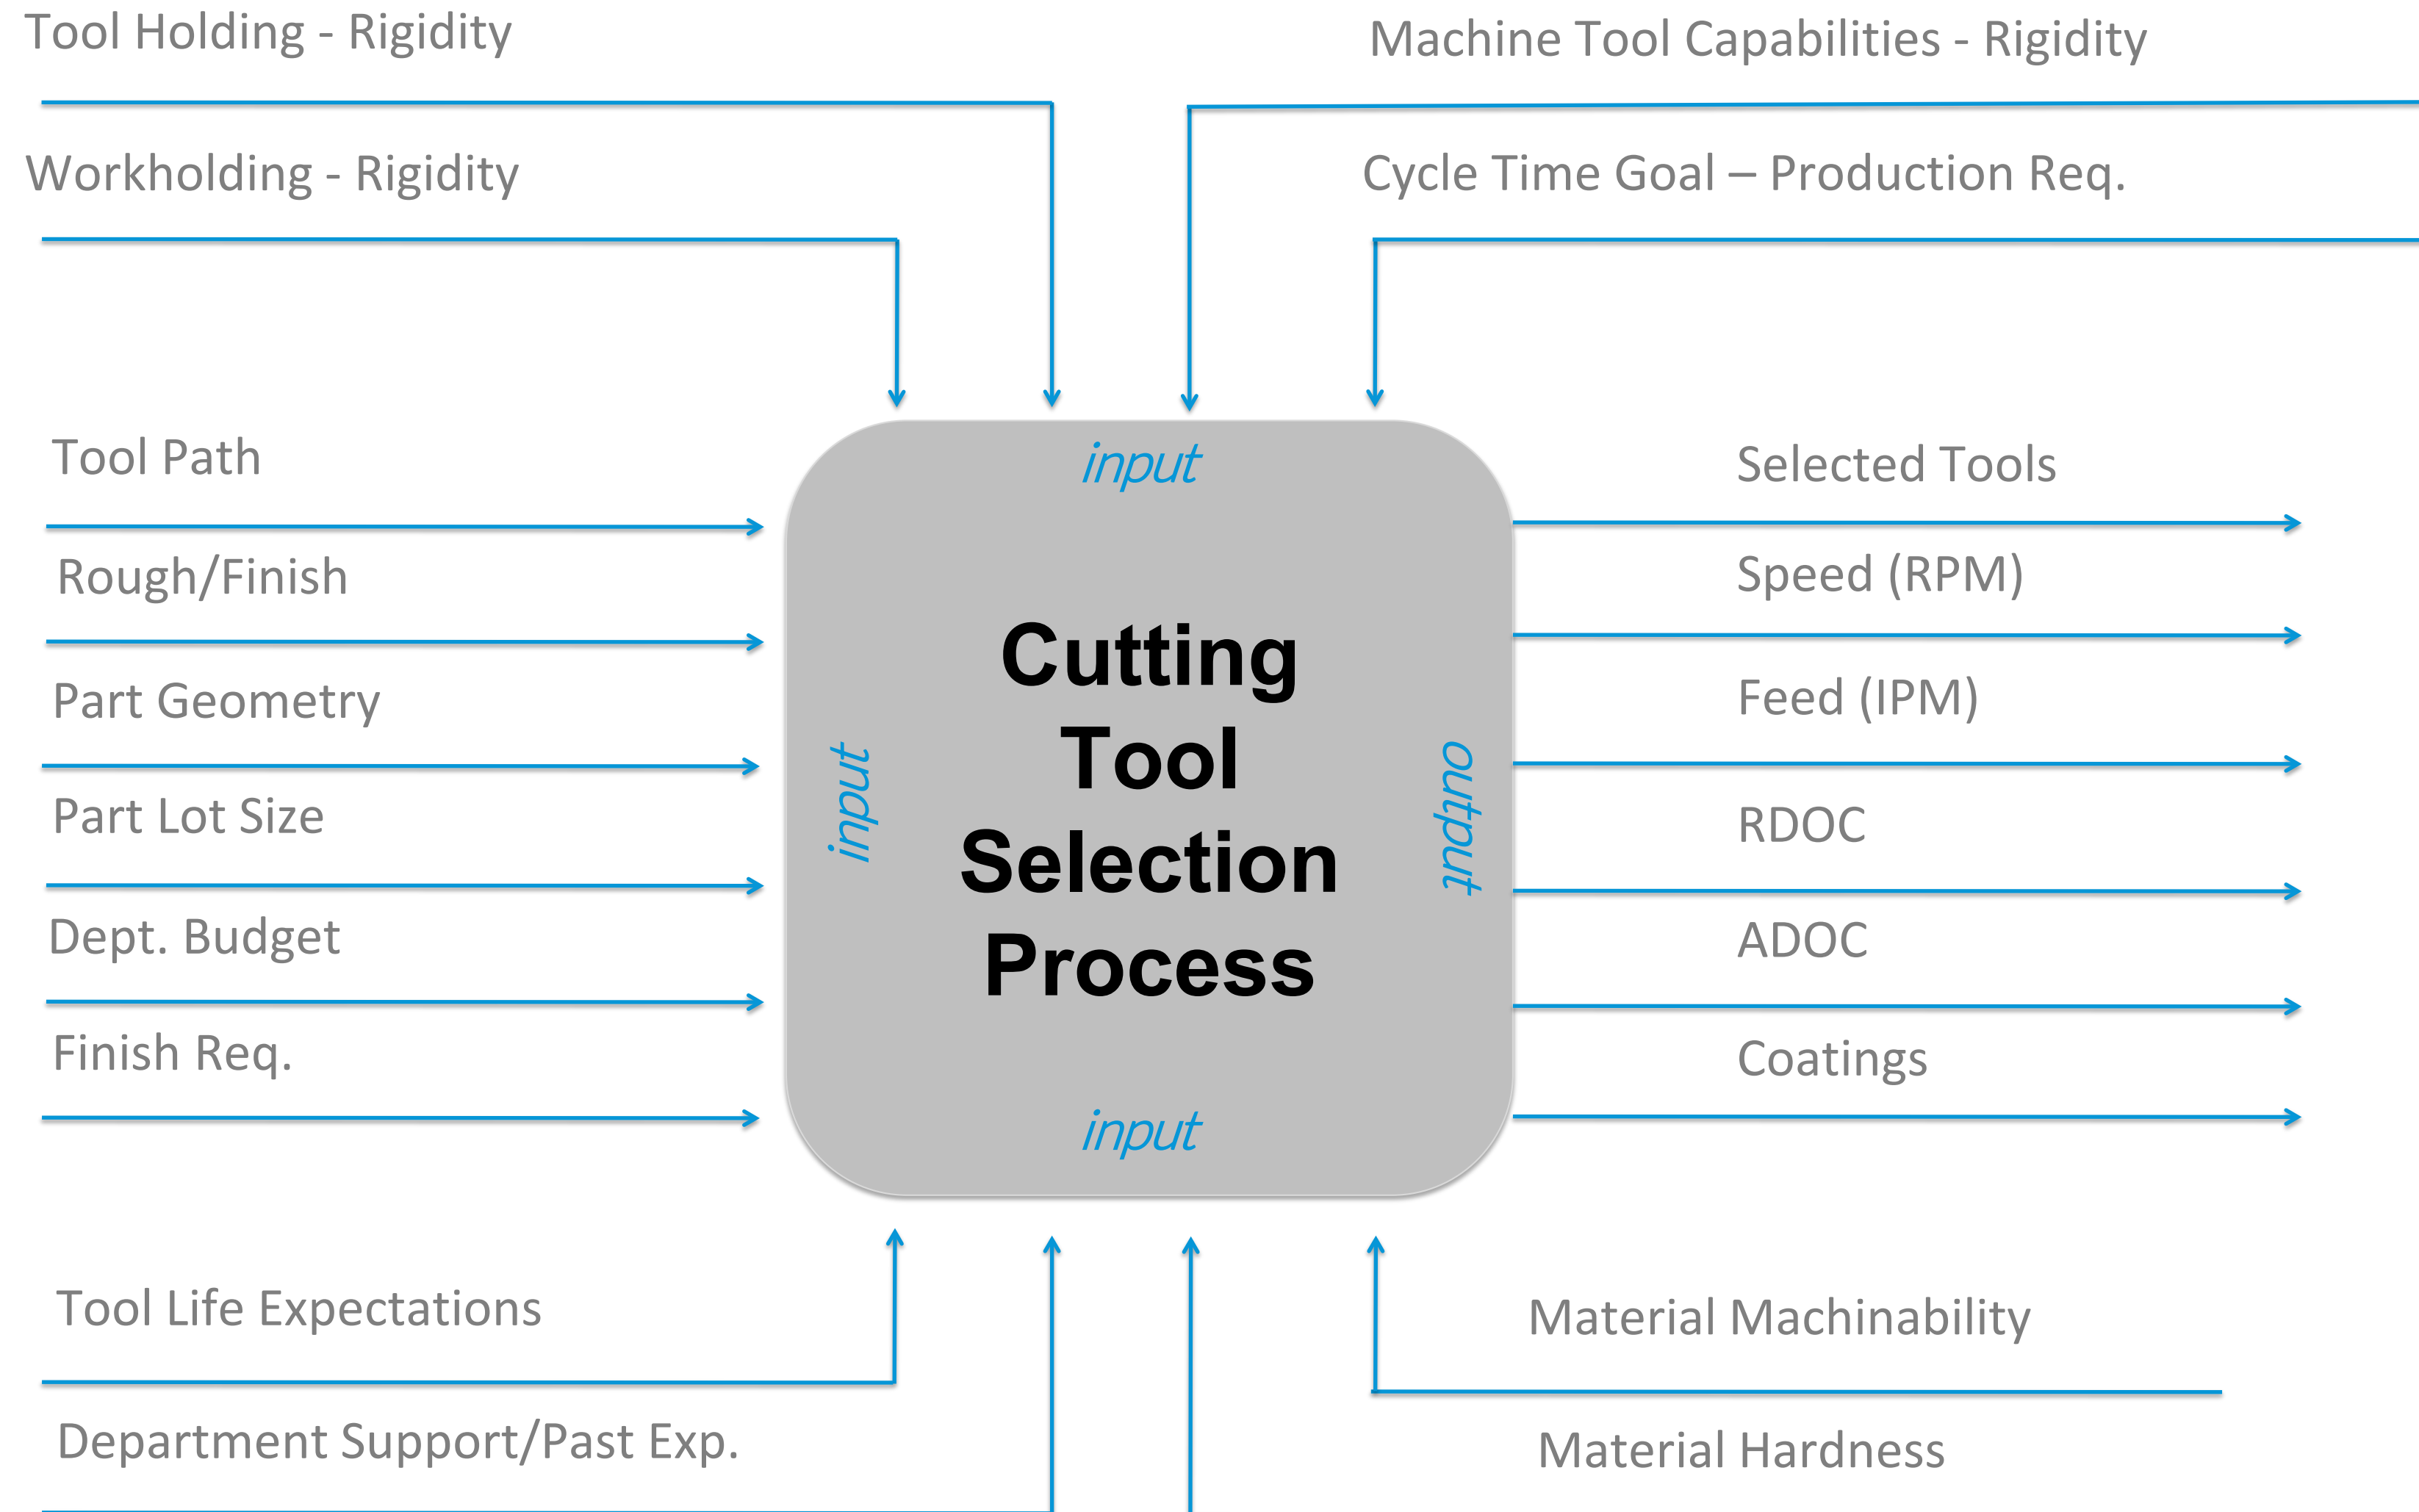 Tool Holding - Rigidity
Machine Tool Capabilities - Rigidity
Workholding - Rigidity
Cycle Time Goal – Production Req.
input
Tool Path
Rough/Finish
Part Geometry
Part Lot Size
Dept. Budget
Finish Req.
input
Cutting
Tool
Selection
Process
output
Selected Tools
Speed (RPM)
Feed (IPM)
RDOC
ADOC
Coatings
input
Tool Life Expectations
Material Machinability
Department Support/Past Exp.
Material Hardness